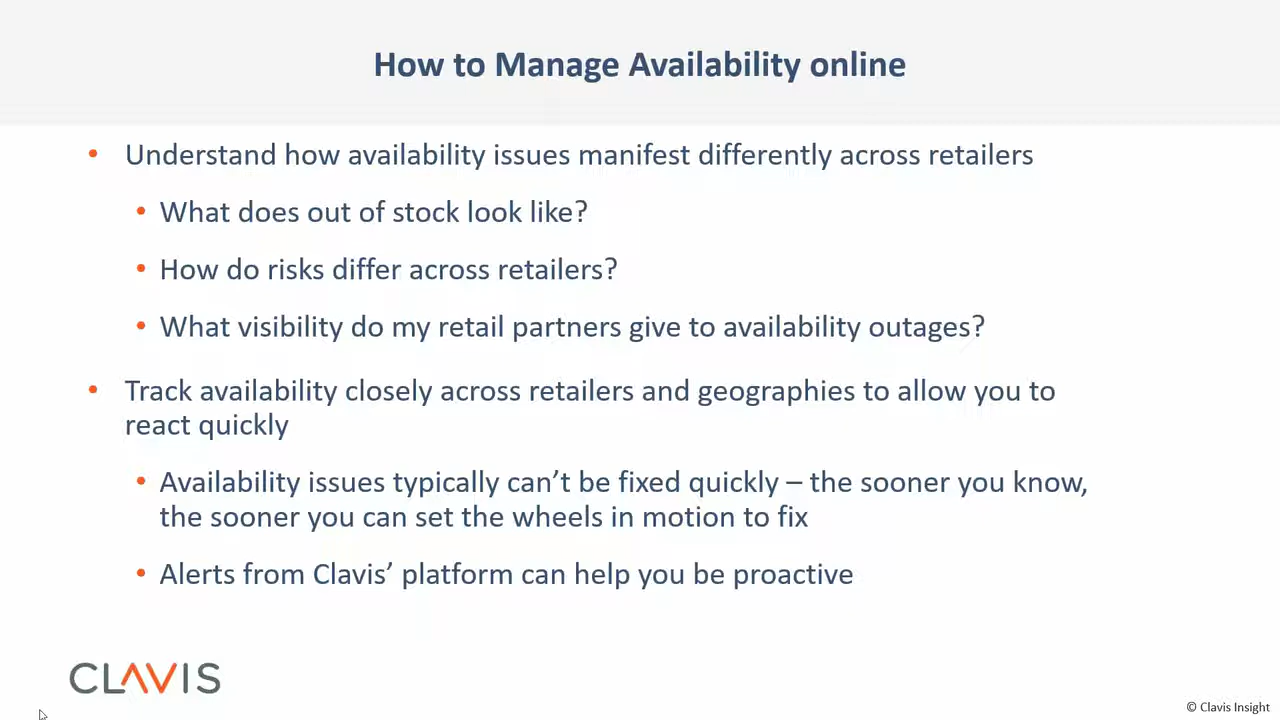 How to Manage Availability online
• Understand how availability issues manifest differently across retailers
• What does out of stock look like?
• How do risks differ across retailers?
• What visibility do my retail partners give to availability outages?
• Track availability closely across retailers and geographies to allow you to
react quickly
• Availability issues typically can’t be fixed quickly – the sooner you know,
the sooner you can set the wheels in motion to fix
• Alerts from Clavis’ platform can help you be proactive
CLAVIS
© Clavis Insight